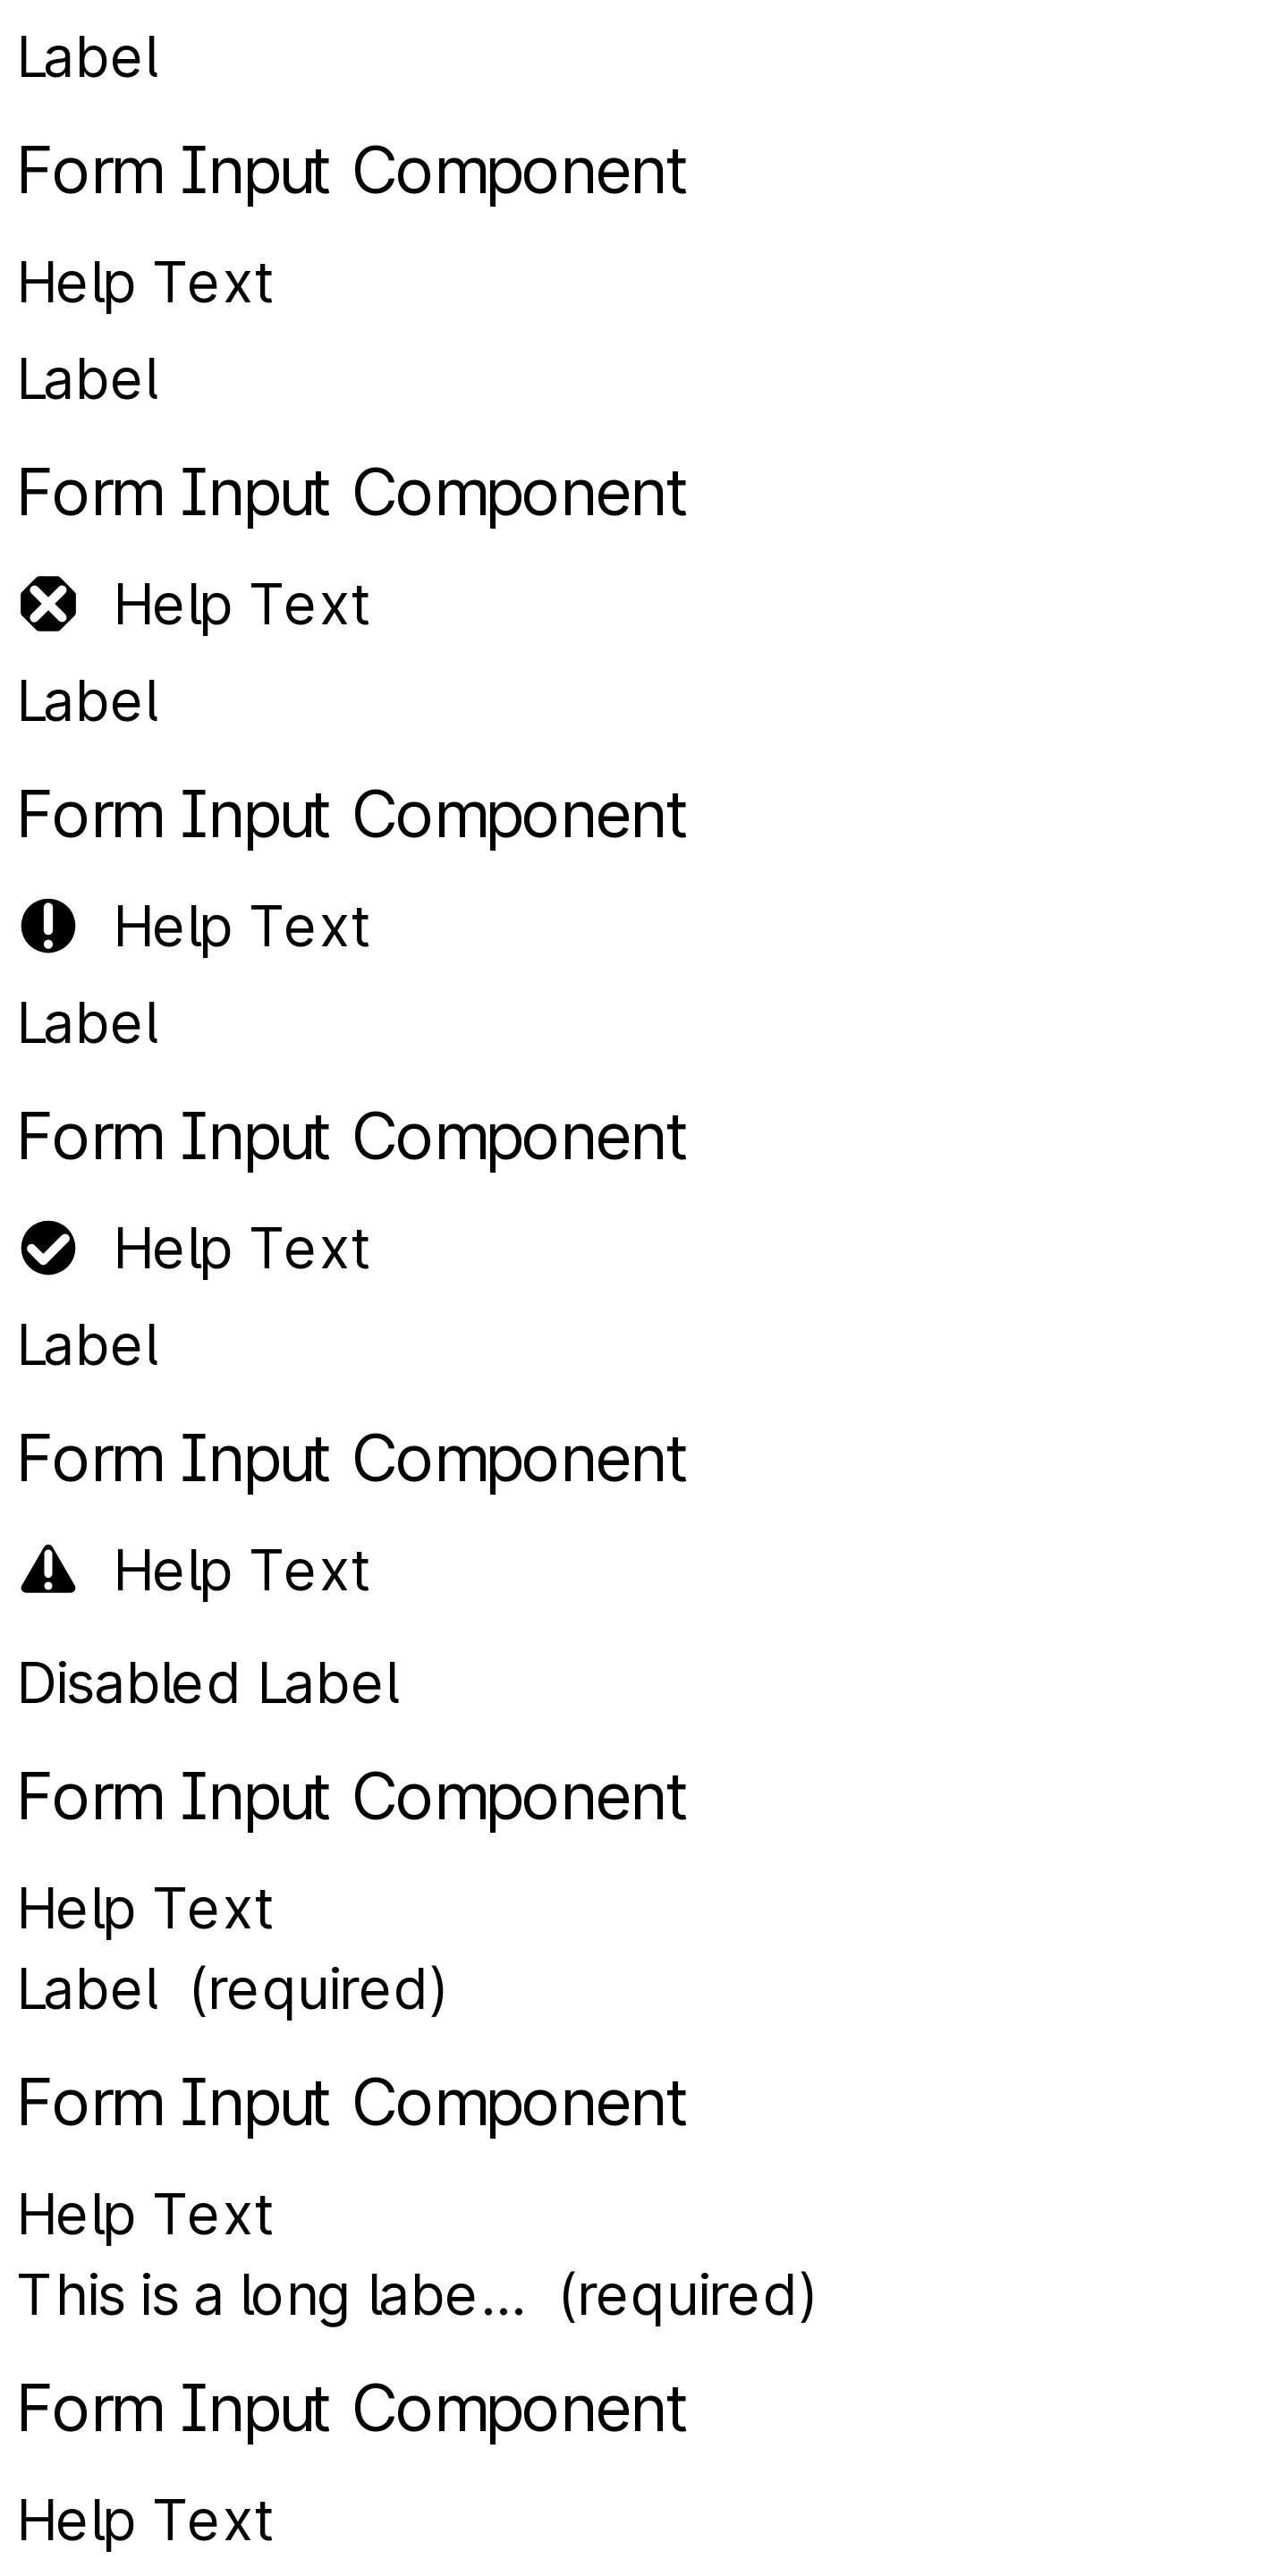 Label
Form Input Component
Help Text
Label
Form Input Component
Help Text
Label
Form Input Component
Help Text
Label
Form Input Component
Help Text
Label
Form Input Component
Help Text
Disabled Label
Form Input Component
Help Text
Label (required)
Form Input Component
Help Text
This is a long labe... (required)
Form Input Component
Help Text